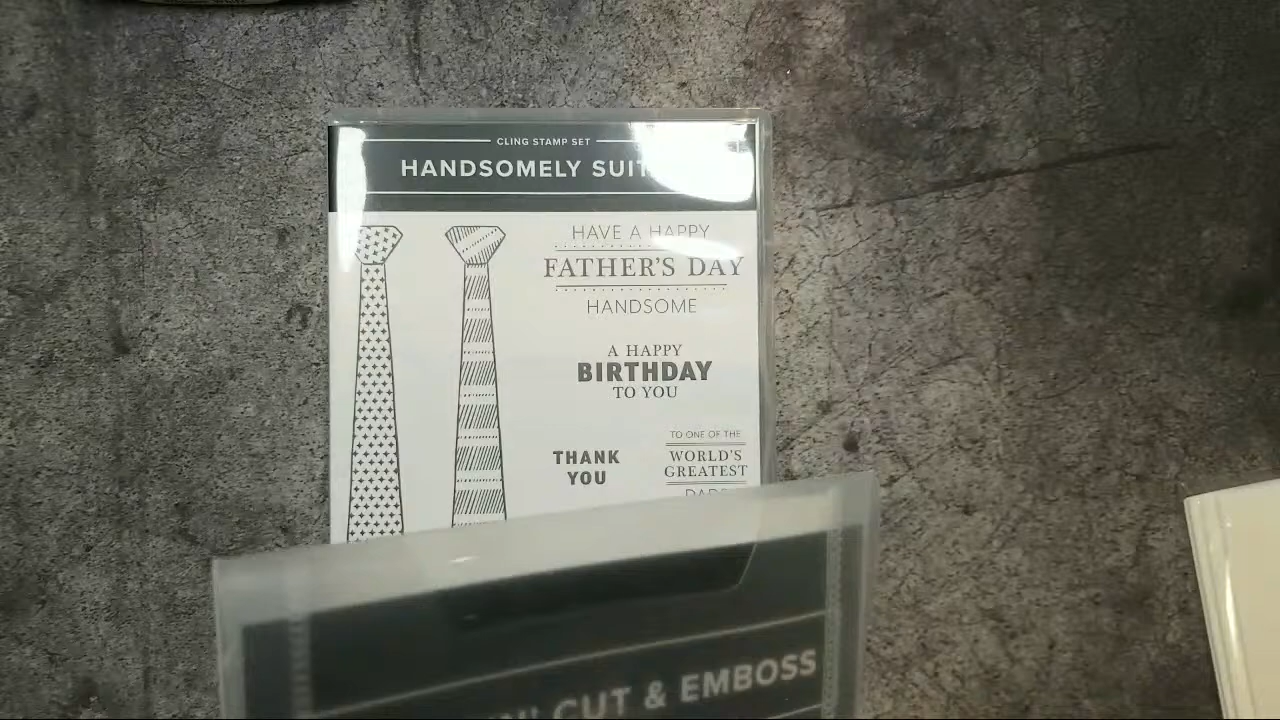 CLING STAMP SET
HANDSOMELY
HAVE A HAPPY
FATHER'S DAY
HANDSOME
A HAPPY
BIRTHDAY
TO YOU
THANK
YOU
TO ONE OF THE
WORLD'S
GREATEST
DADS
CUT & EMBOSS